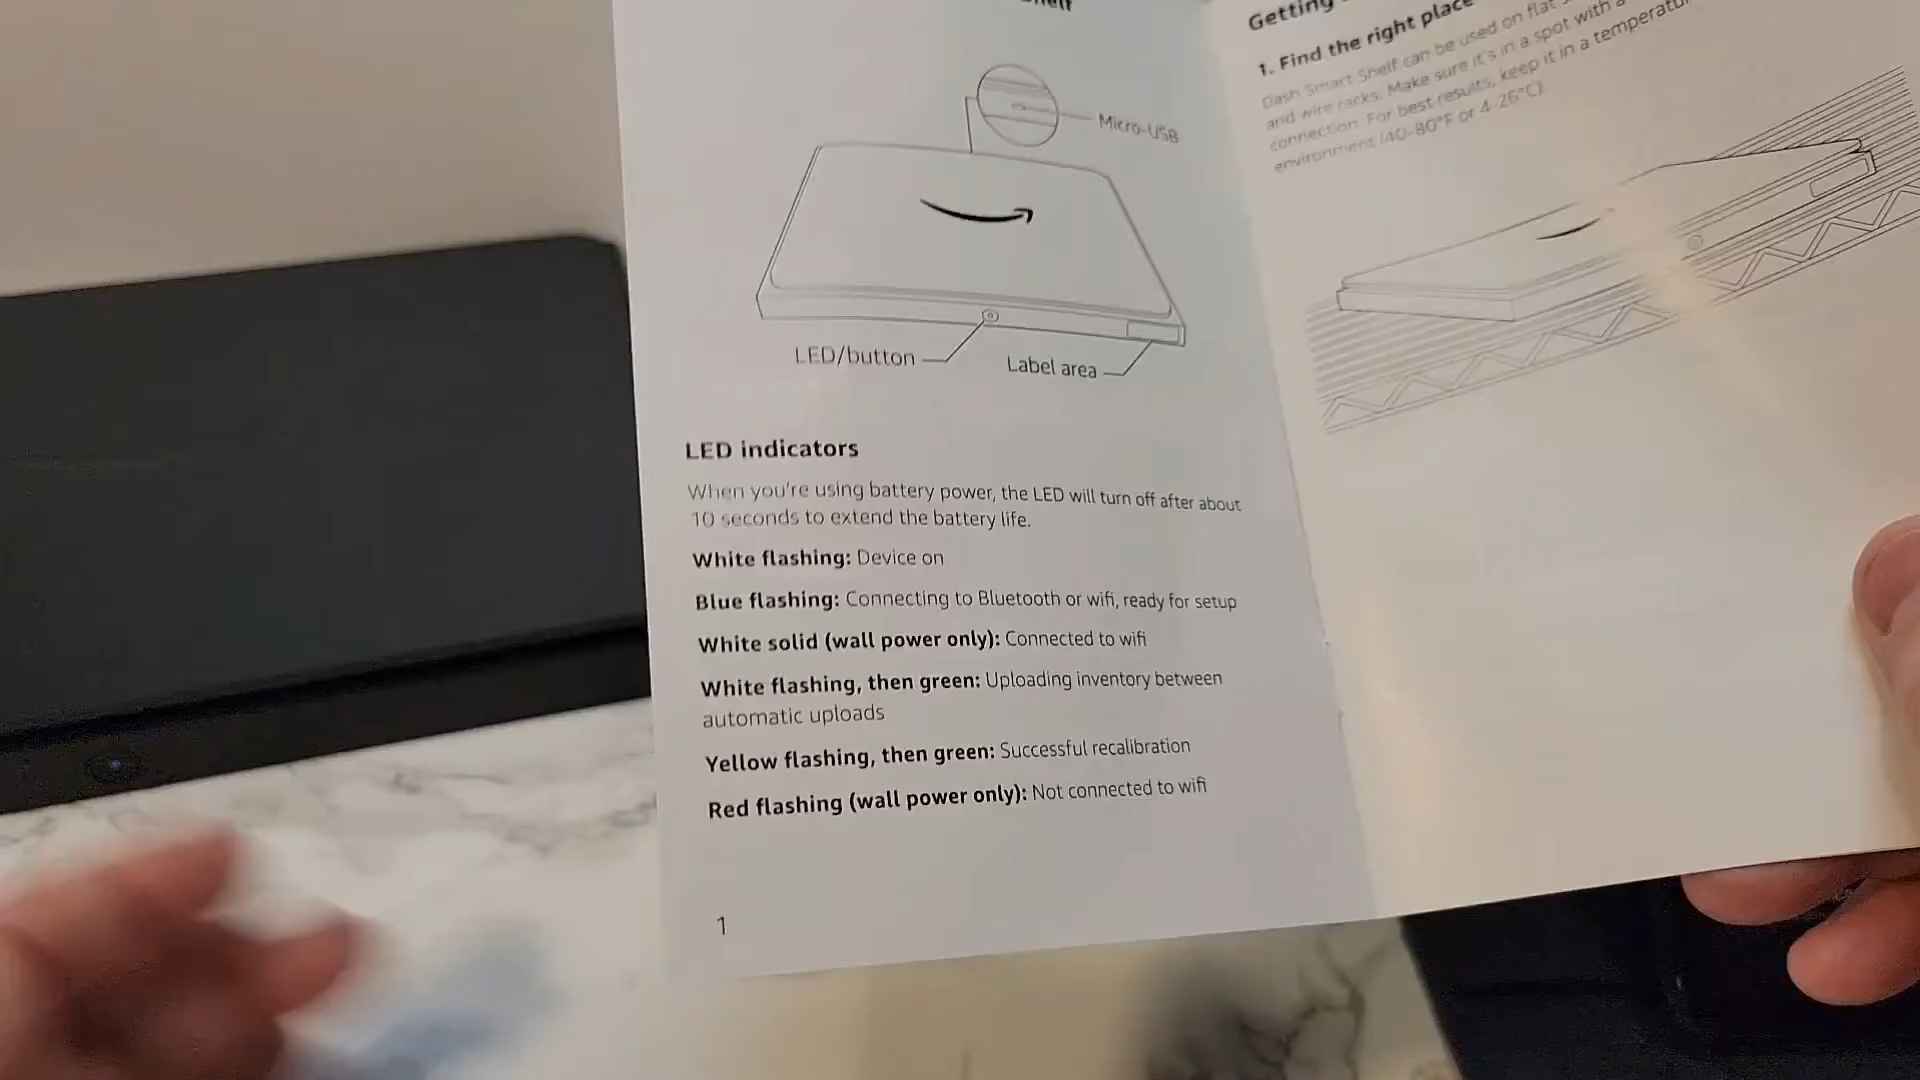 Shelf
Micro-USB
LED/button
Label area
LED indicators
When you're using battery power, the LED will turn off after about
10 seconds to extend the battery life.
White flashing: Device on
Blue flashing: Connecting to Bluetooth or wifi, ready for setup
White solid (wall power only): Connected to wifi
White flashing, then green: Uploading inventory between
automatic uploads
Yellow flashing, then green: Successful recalibration
Red flashing (wall power only): Not connected to wifi
1
Getting
1. Find the right place
Dash Smart Shelf can be used on flat
and wire racks. Make sure it's in a spot with a
connection. For best results, keep it in a
environment (40-80°F or 4-26°C).